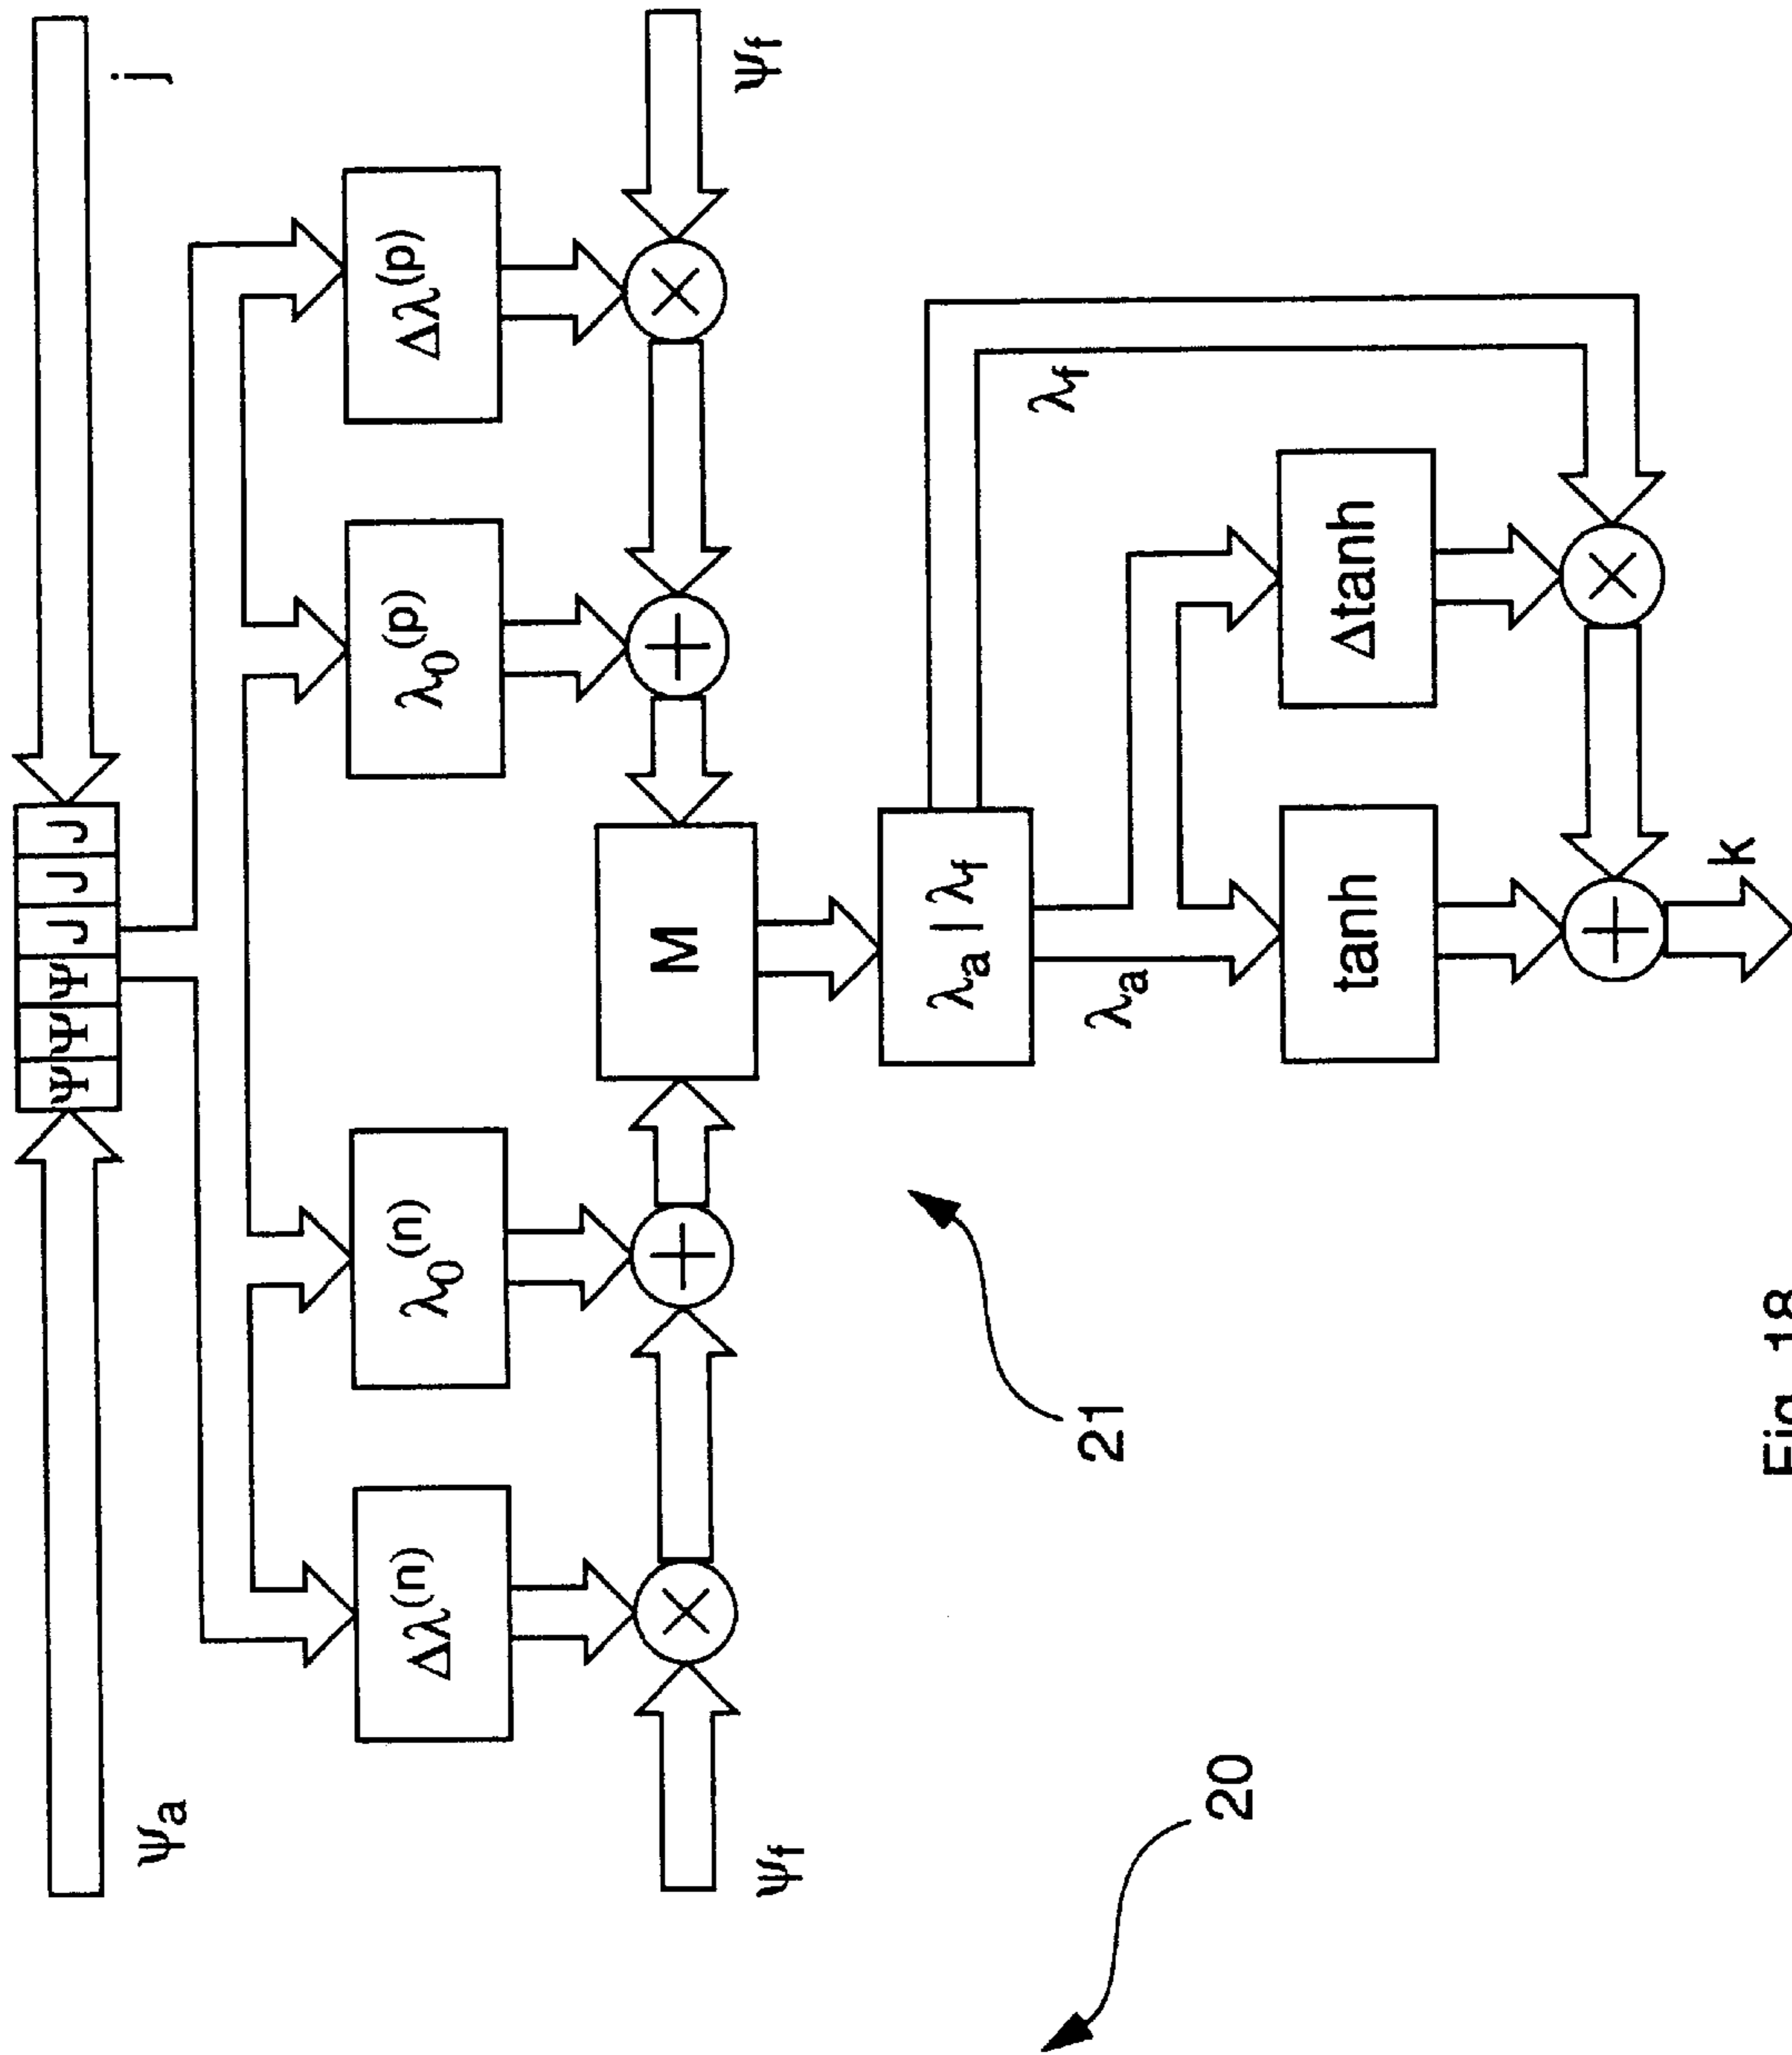 ΨΨΨJJJ
ψa
j
Δλ(n)
λ0(n)
λ0(p)
Δλ(p)
ψf
M
ψf
λa | λf
λa
λf
tanh
Δtanh
k
21
20
Fig. 18